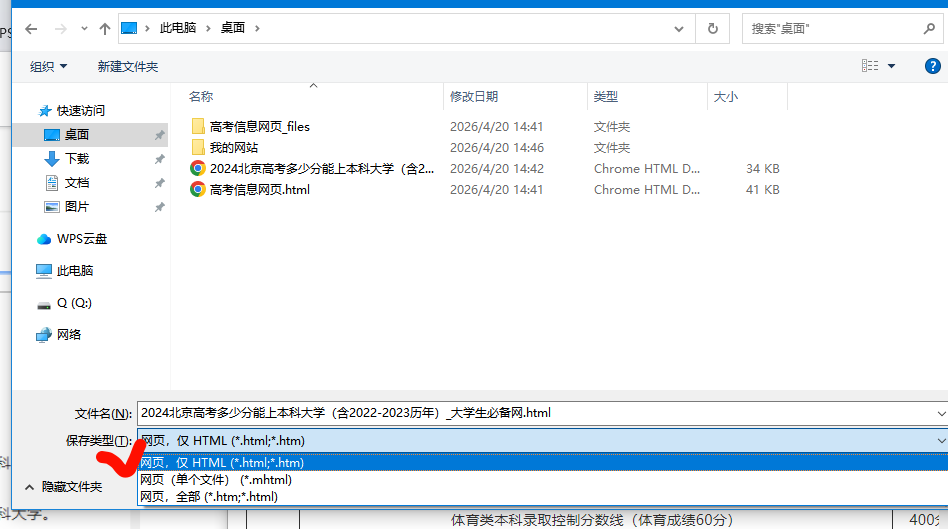 PS
此电脑 桌面
搜索"桌面"
组织 新建文件夹
名称 修改日期 类型 大小
快速访问
桌面
下载
文档
图片
WPS云盘
此电脑
Q (Q:)
网络
高考信息网页_files 2026/4/20 14:41 文件夹
我的网站 2026/4/20 14:46 文件夹
2024北京高考多少分能上本科大学（含2... 2026/4/20 14:42 Chrome HTML D... 34 KB
高考信息网页.html 2026/4/20 14:41 Chrome HTML D... 41 KB
文件名(N): 2024北京高考多少分能上本科大学（含2022-2023历年）_大学生必备网.html
保存类型(T): 网页，仅 HTML (*.html;*.htm)
网页，仅 HTML (*.html;*.htm)
网页（单个文件） (*.mhtml)
网页，全部 (*.htm;*.html)
隐藏文件夹
科
科大学。
体育类本科录取控制分数线（体育成绩60分） 400分